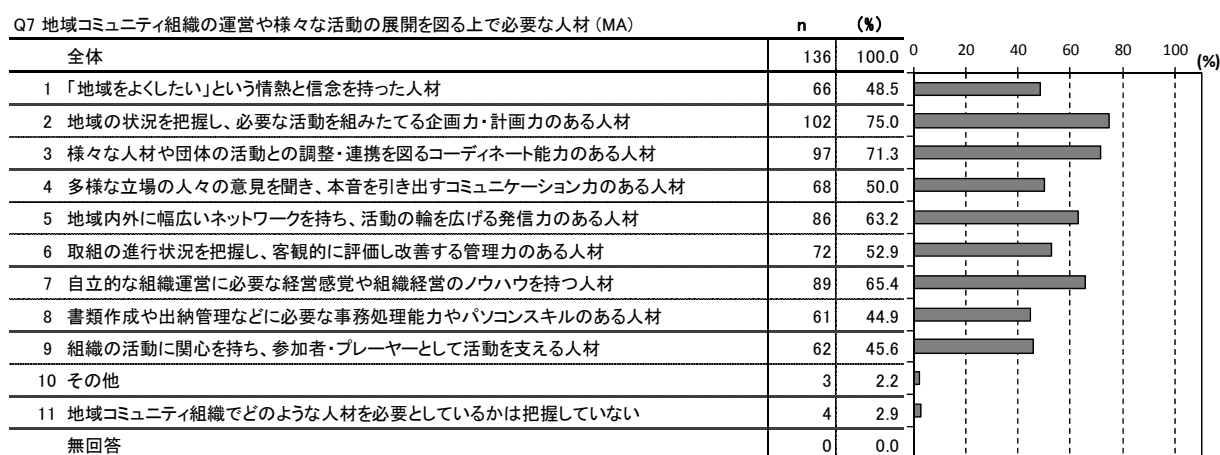 Q7 地域コミュニティ組織の運営や様々な活動の展開を図る上で必要な人材(MA) n (%)
全体 136 100.0 0 20 40 60 80 100 (%)
1 「地域をよくしたい」という情熱と信念を持った人材 66 48.5
2 地域の状況を把握し、必要な活動を組みたてる企画力・計画力のある人材 102 75.0
3 様々な人材や団体の活動との調整・連携を図るコーディネート能力のある人材 97 71.3
4 多様な立場の人々の意見を聞き、本音を引き出すコミュニケーション力のある人材 68 50.0
5 地域内外に幅広いネットワークを持ち、活動の輪を広げる発信力のある人材 86 63.2
6 取組の進行状況を把握し、客観的に評価し改善する管理力のある人材 72 52.9
7 自立的な組織運営に必要な経営感覚や組織経営のノウハウを持つ人材 89 65.4
8 書類作成や出納管理などに必要な事務処理能力やパソコンスキルのある人材 61 44.9
9 組織の活動に関心を持ち、参加者・プレーヤーとして活動を支える人材 62 45.6
10 その他 3 2.2
11 地域コミュニティ組織でどのような人材を必要としているかは把握していない 4 2.9
無回答 0 0.0